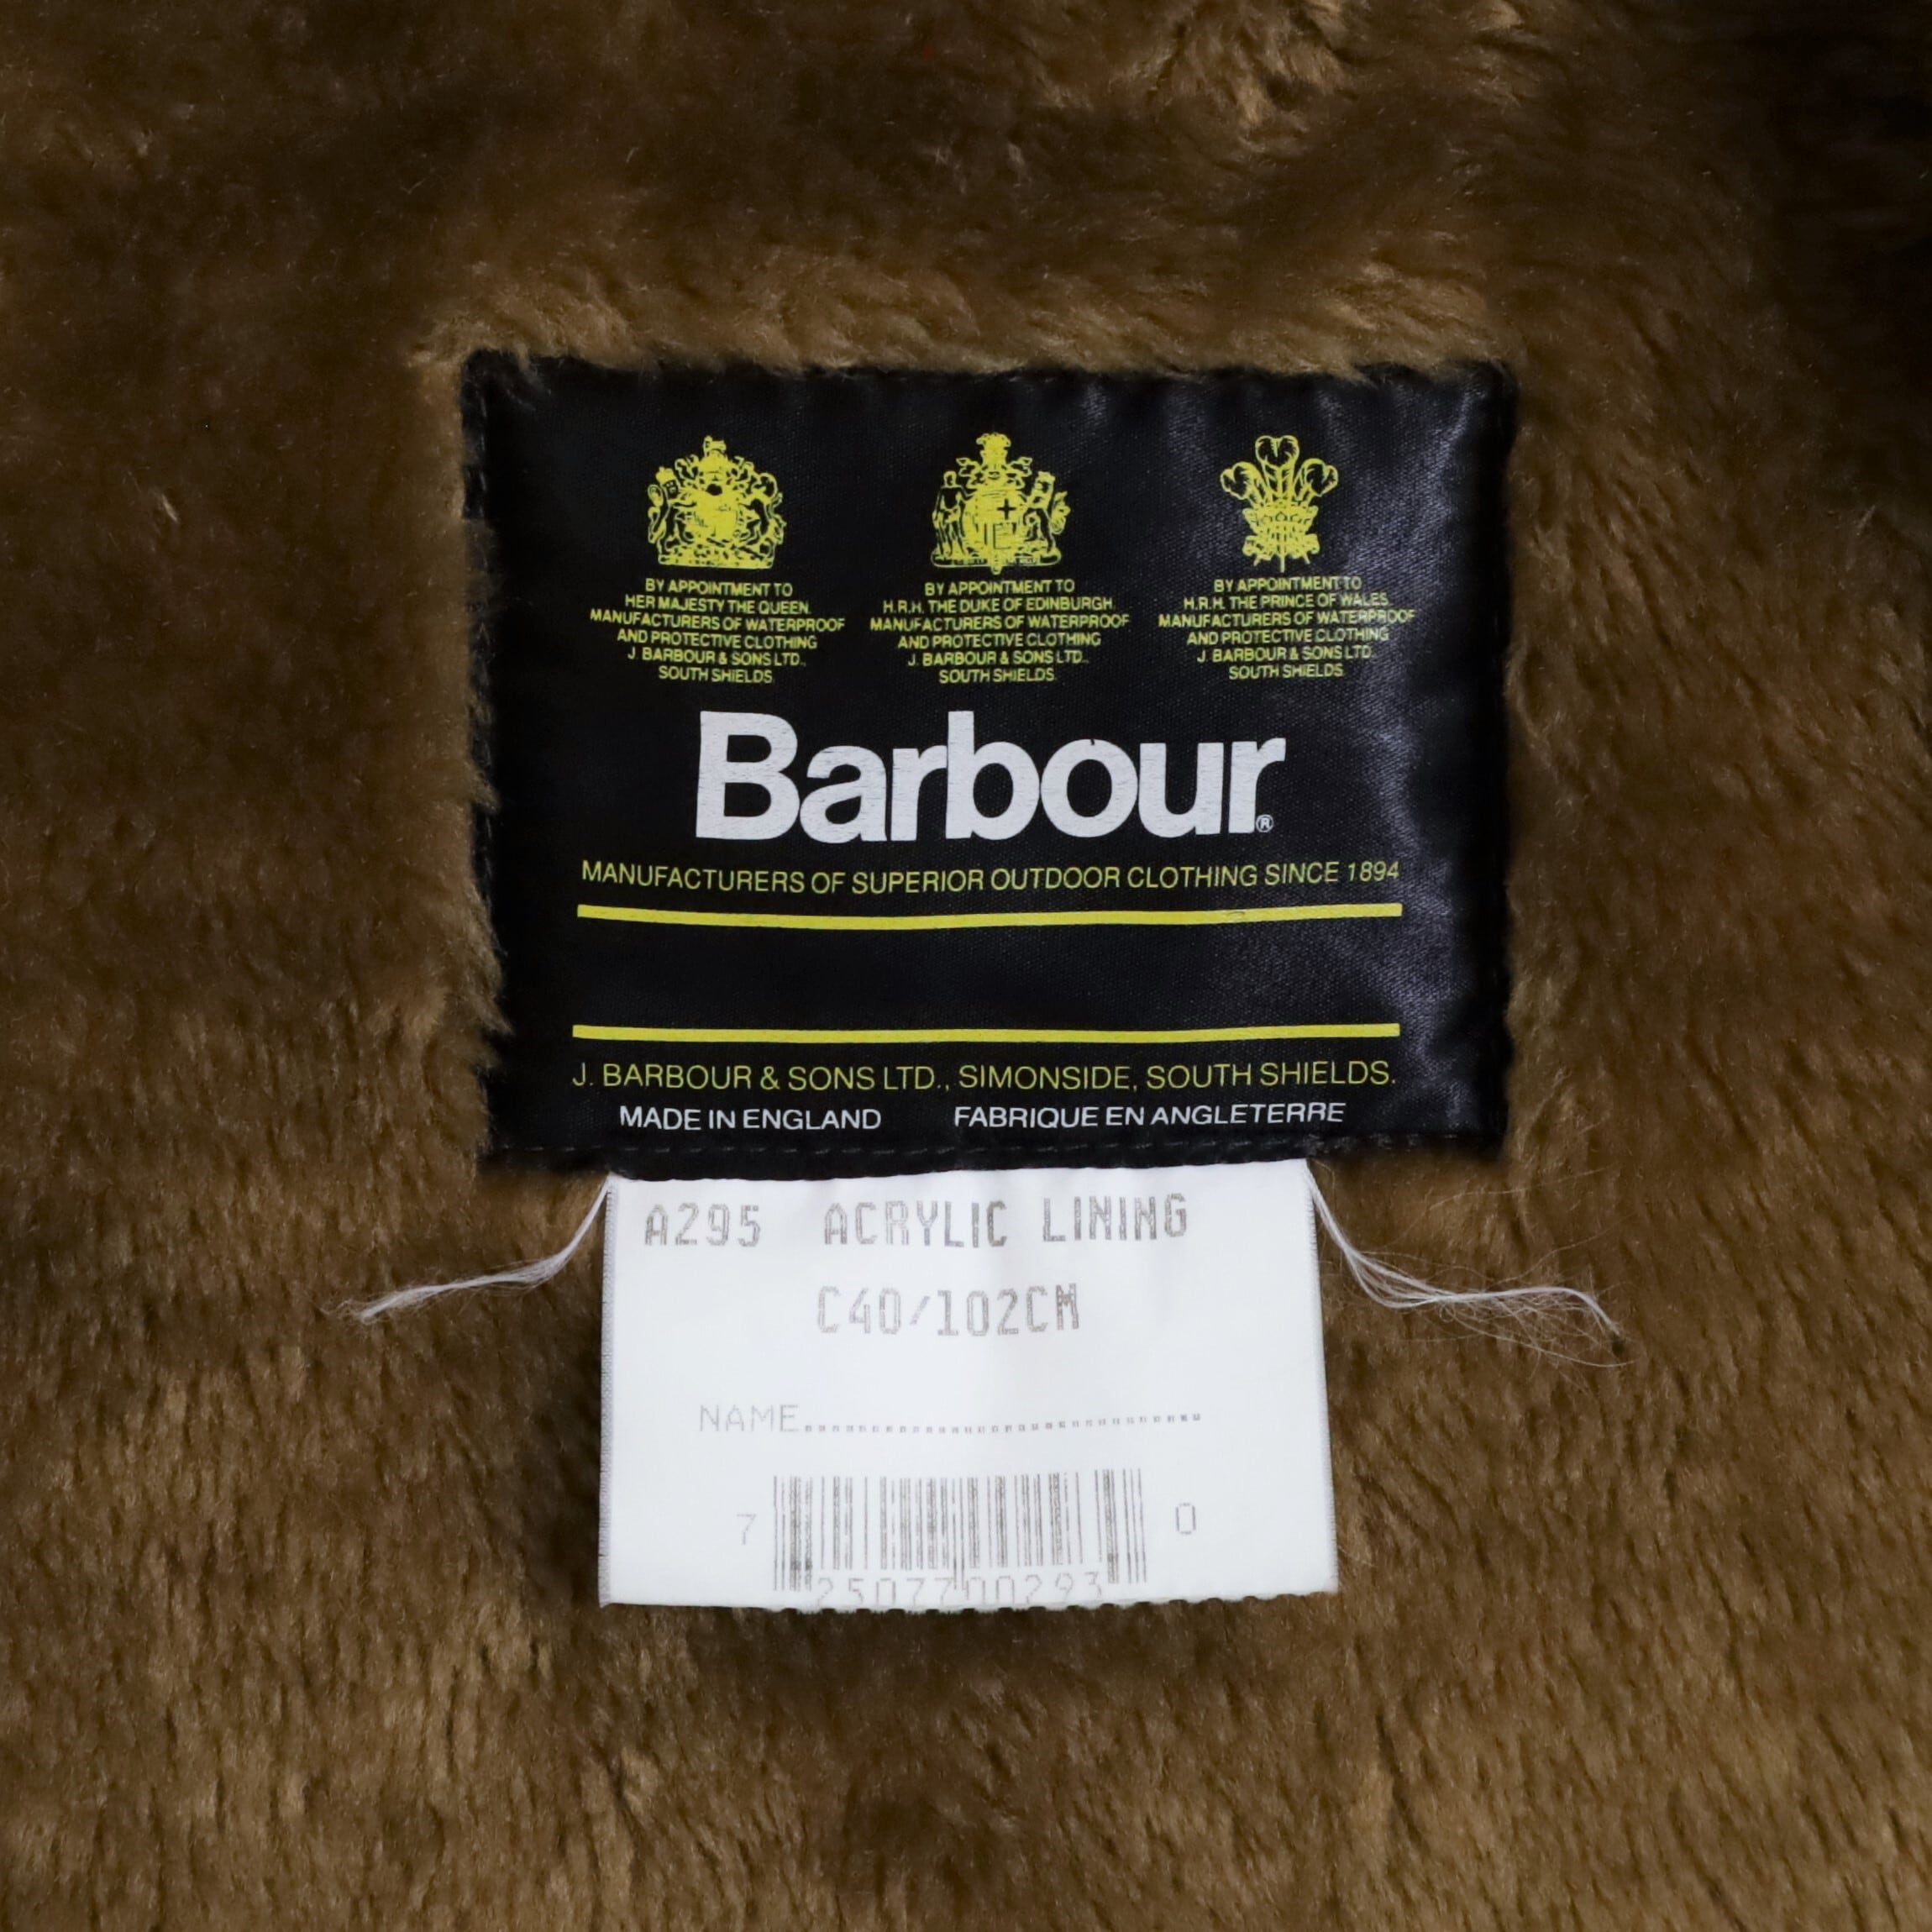 BY APPOINTMENT TO
HER MAJESTY THE QUEEN
MANUFACTURERS OF WATERPROOF
AND PROTECTIVE CLOTHING
J. BARBOUR & SONS LTD.,
SOUTH SHIELDS.
BY APPOINTMENT TO
H.R.H. THE DUKE OF EDINBURGH
MANUFACTURERS OF WATERPROOF
AND PROTECTIVE CLOTHING
J. BARBOUR & SONS LTD.,
SOUTH SHIELDS.
BY APPOINTMENT TO
H.R.H. THE PRINCE OF WALES
MANUFACTURERS OF WATERPROOF
AND PROTECTIVE CLOTHING
J. BARBOUR & SONS LTD.
SOUTH SHIELDS.
Barbour®
MANUFACTURERS OF SUPERIOR OUTDOOR CLOTHING SINCE 1894
J. BARBOUR & SONS LTD., SIMONSIDE, SOUTH SHIELDS.
MADE IN ENGLAND FABRIQUE EN ANGLETERRE
A295 ACRYLIC LINING
C40/102CM
NAME..............................
7 2507700293 0